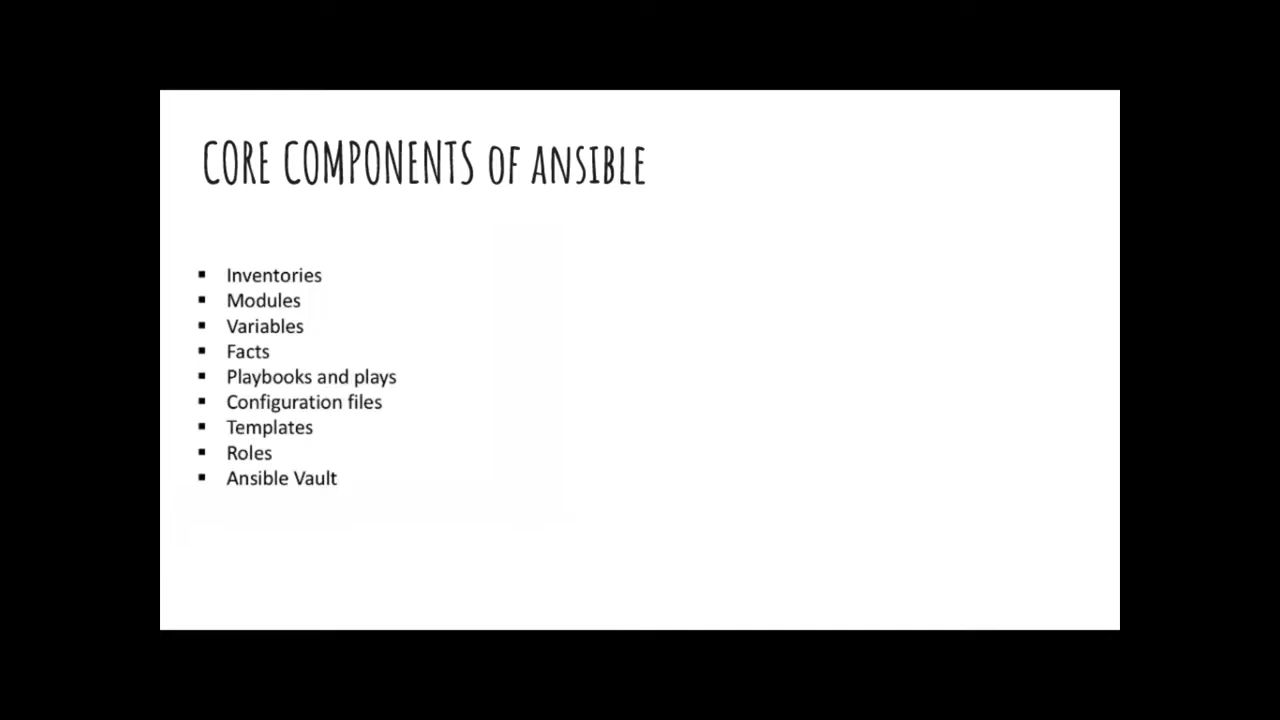 CORE COMPONENTS OF ANSIBLE
▪ Inventories
▪ Modules
▪ Variables
▪ Facts
▪ Playbooks and plays
▪ Configuration files
▪ Templates
▪ Roles
▪ Ansible Vault